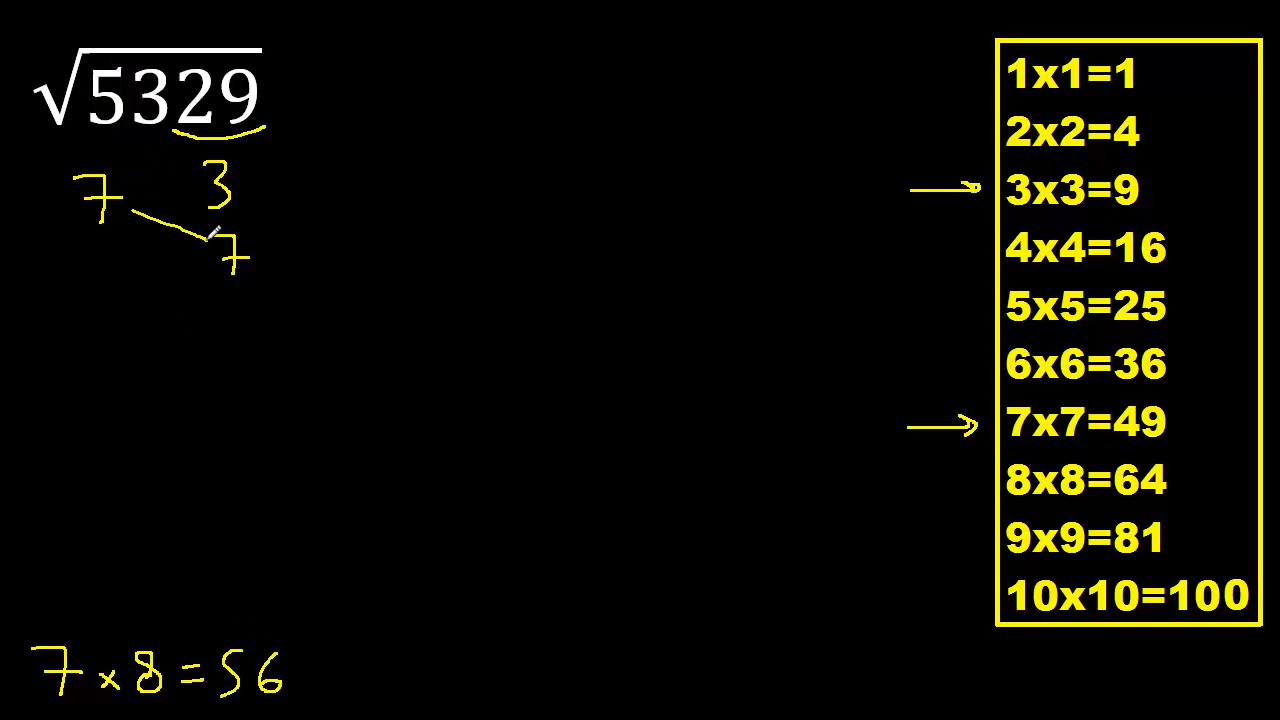 √5329
7 3
7
7×8=56
1x1=1
2x2=4
3x3=9
4x4=16
5x5=25
6x6=36
7x7=49
8x8=64
9x9=81
10x10=100